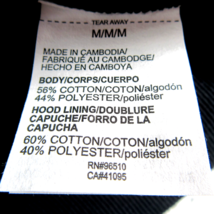 TEAR AWAY
M/M/M
MADE IN CAMBODIA/
FABRIQUÉ AU CAMBODGE/
HECHO EN CAMBOYA
BODY/CORPS/CUERPO
56% COTTON/COTON/algodón
44% POLYESTER/poliéster
HOOD LINING/DOUBLURE
CAPUCHE/FORRO DE LA
CAPUCHA
60% COTTON/COTON/algodón
40% POLYESTER/poliéster
RN#96510
CA#41095